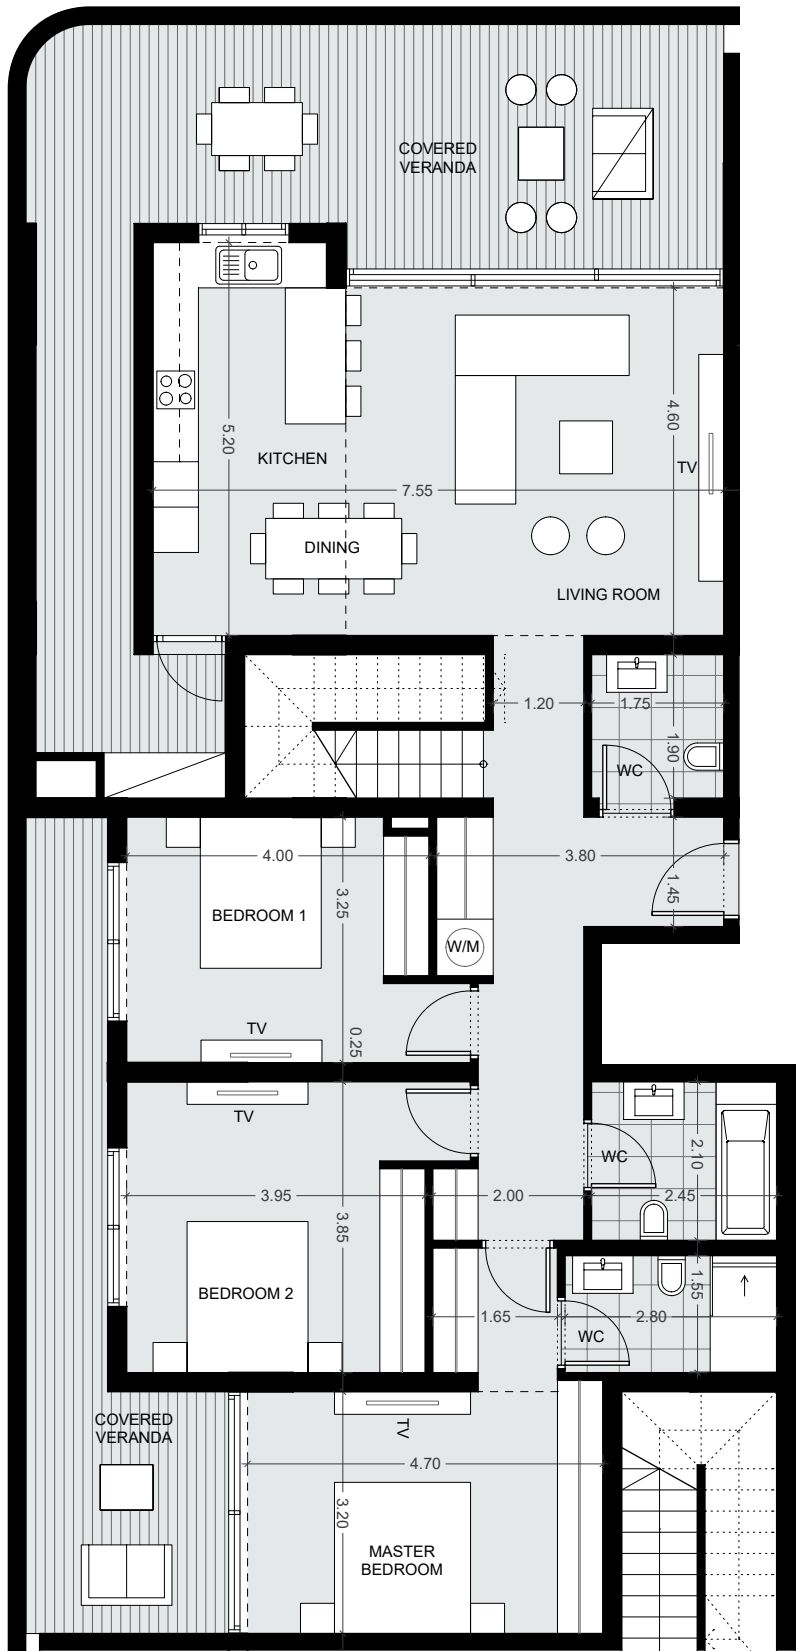 COVERED
VERANDA
5.20
4.60
KITCHEN
TV
7.55
DINING
LIVING ROOM
1.20
1.75
1.90
WC
4.00
3.80
3.25
1.45
BEDROOM 1
W/M
TV
0.25
TV
2.10
WC
3.95
2.00
2.45
3.85
1.55
BEDROOM 2
1.65
2.80
WC
COVERED
VERANDA
TV
4.70
3.20
MASTER
BEDROOM